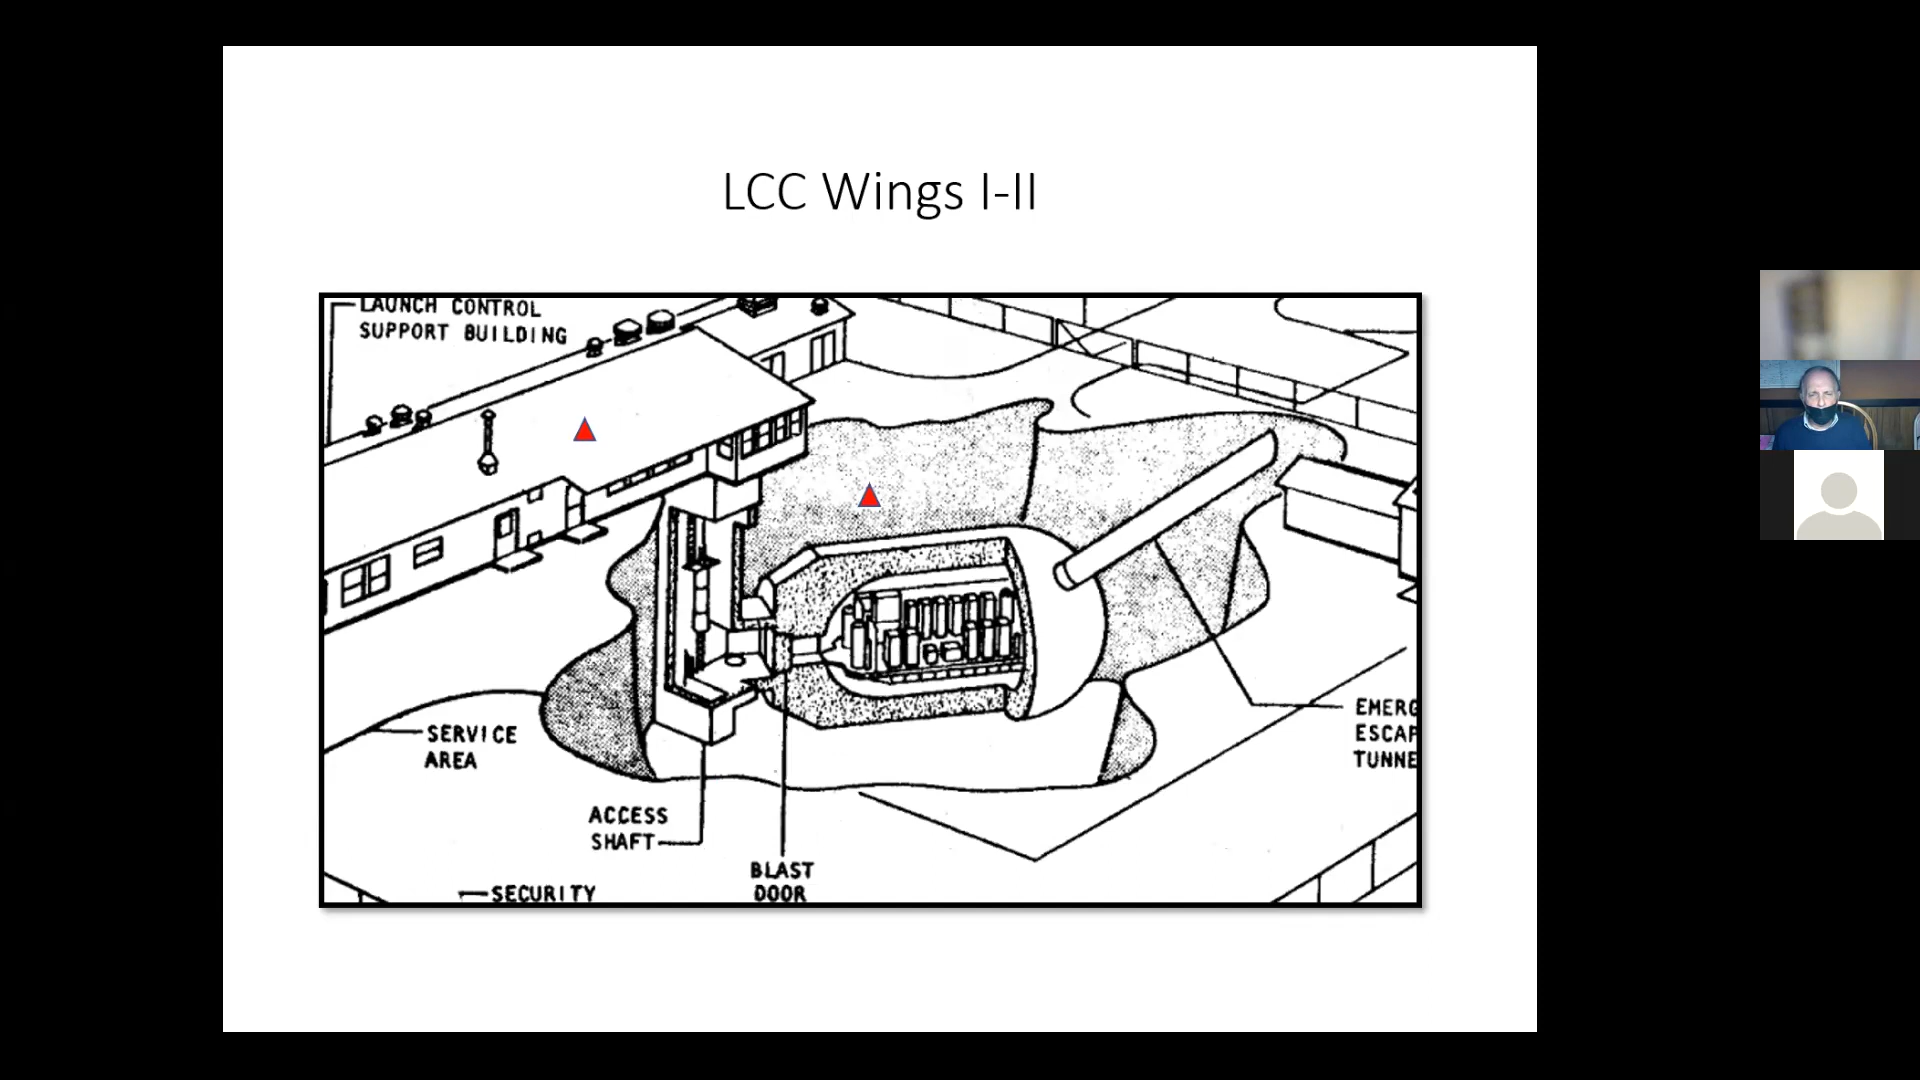 LCC Wings I-II
LAUNCH CONTROL
SUPPORT BUILDING
SERVICE
AREA
ACCESS
SHAFT
BLAST
DOOR
SECURITY
EMERG
ESCAP
TUNNE